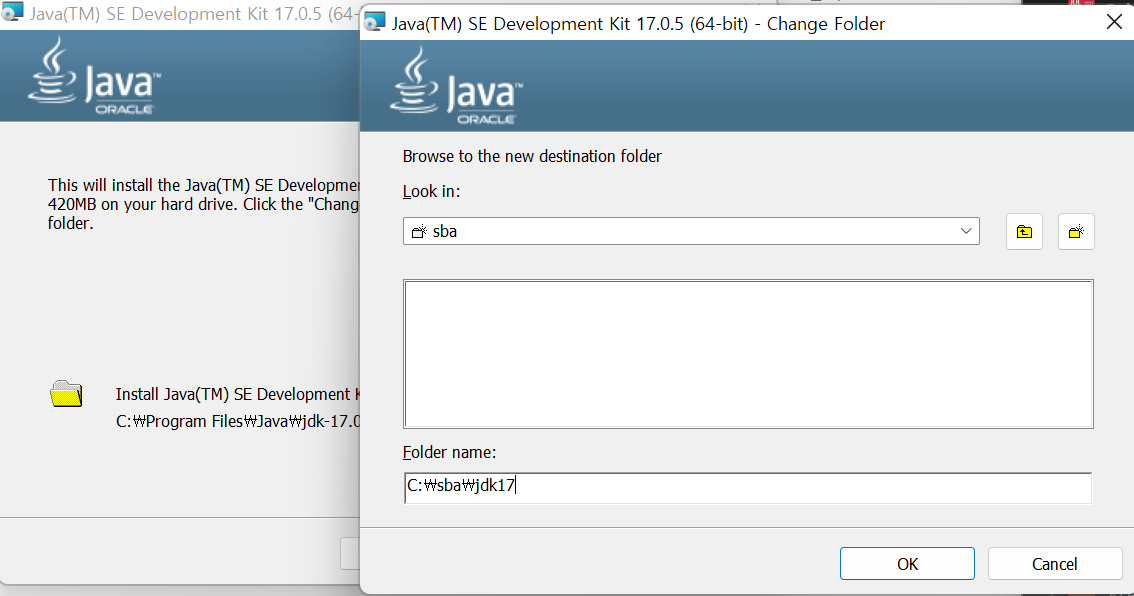 Java(TM) SE Development Kit 17.0.5 (64-
Java™
ORACLE
This will install the Java(TM) SE Developme
420MB on your hard drive. Click the "Chang
folder.
Install Java(TM) SE Development K
C:₩Program Files₩Java₩jdk-17.0
Java(TM) SE Development Kit 17.0.5 (64-bit) - Change Folder
Java™
ORACLE
Browse to the new destination folder
Look in:
sba
Folder name:
C:₩sba₩jdk17
OK
Cancel